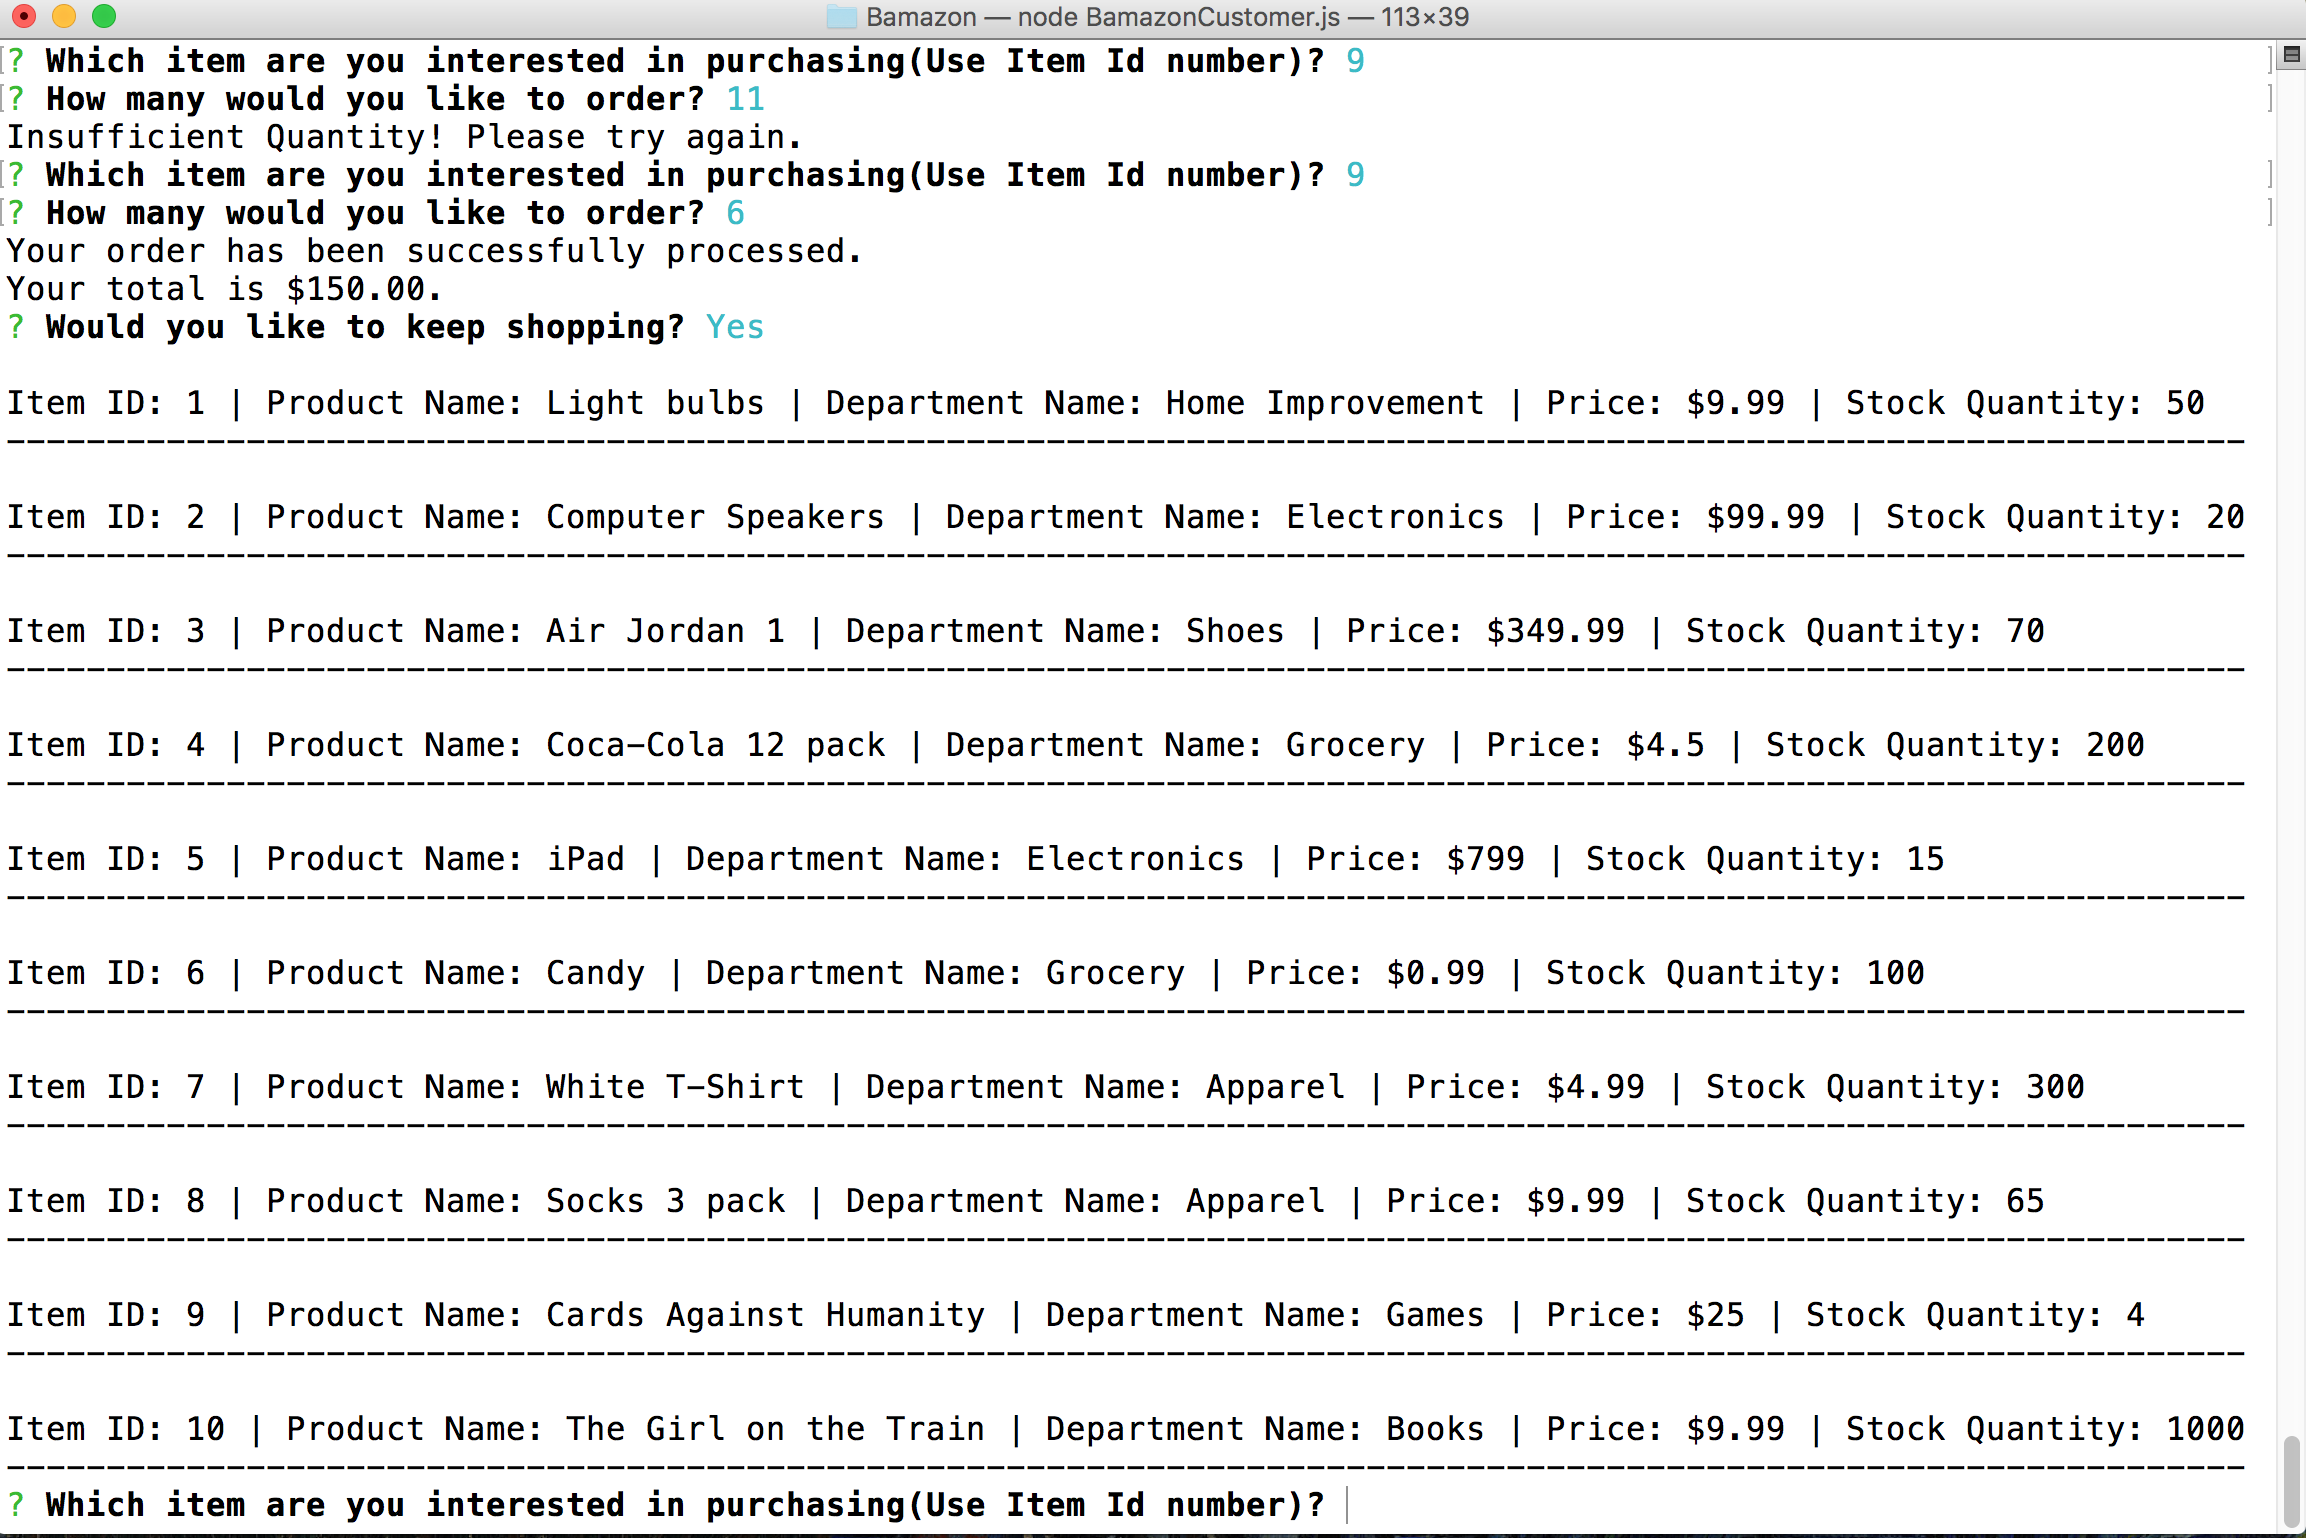 Bamazon — node BamazonCustomer.js — 113×39
? Which item are you interested in purchasing(Use Item Id number)? 9
? How many would you like to order? 11
Insufficient Quantity! Please try again.
? Which item are you interested in purchasing(Use Item Id number)? 9
? How many would you like to order? 6
Your order has been successfully processed.
Your total is $150.00.
? Would you like to keep shopping? Yes
Item ID: 1 | Product Name: Light bulbs | Department Name: Home Improvement | Price: $9.99 | Stock Quantity: 50
----------------------------------------------------------------------------------------------------------------
Item ID: 2 | Product Name: Computer Speakers | Department Name: Electronics | Price: $99.99 | Stock Quantity: 20
----------------------------------------------------------------------------------------------------------------
Item ID: 3 | Product Name: Air Jordan 1 | Department Name: Shoes | Price: $349.99 | Stock Quantity: 70
----------------------------------------------------------------------------------------------------------------
Item ID: 4 | Product Name: Coca-Cola 12 pack | Department Name: Grocery | Price: $4.5 | Stock Quantity: 200
----------------------------------------------------------------------------------------------------------------
Item ID: 5 | Product Name: iPad | Department Name: Electronics | Price: $799 | Stock Quantity: 15
----------------------------------------------------------------------------------------------------------------
Item ID: 6 | Product Name: Candy | Department Name: Grocery | Price: $0.99 | Stock Quantity: 100
----------------------------------------------------------------------------------------------------------------
Item ID: 7 | Product Name: White T-Shirt | Department Name: Apparel | Price: $4.99 | Stock Quantity: 300
----------------------------------------------------------------------------------------------------------------
Item ID: 8 | Product Name: Socks 3 pack | Department Name: Apparel | Price: $9.99 | Stock Quantity: 65
----------------------------------------------------------------------------------------------------------------
Item ID: 9 | Product Name: Cards Against Humanity | Department Name: Games | Price: $25 | Stock Quantity: 4
----------------------------------------------------------------------------------------------------------------
Item ID: 10 | Product Name: The Girl on the Train | Department Name: Books | Price: $9.99 | Stock Quantity: 1000
----------------------------------------------------------------------------------------------------------------
? Which item are you interested in purchasing(Use Item Id number)?